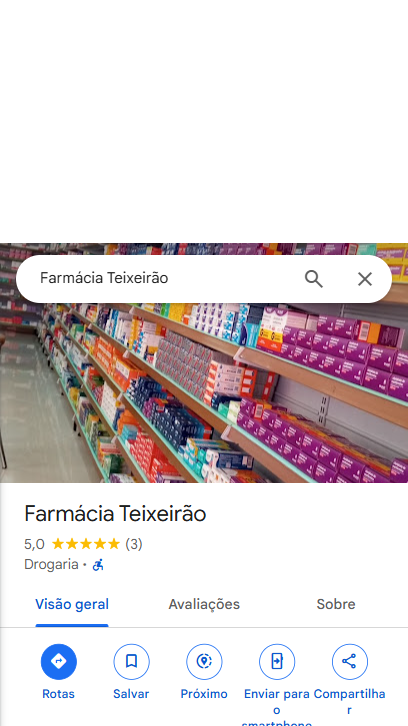 Farmácia Teixeirão
Farmácia Teixeirão
5,0 (3)
Drogaria ·
Visão geral Avaliações Sobre
Rotas Salvar Próximo Enviar para o smartphone Compartilhar